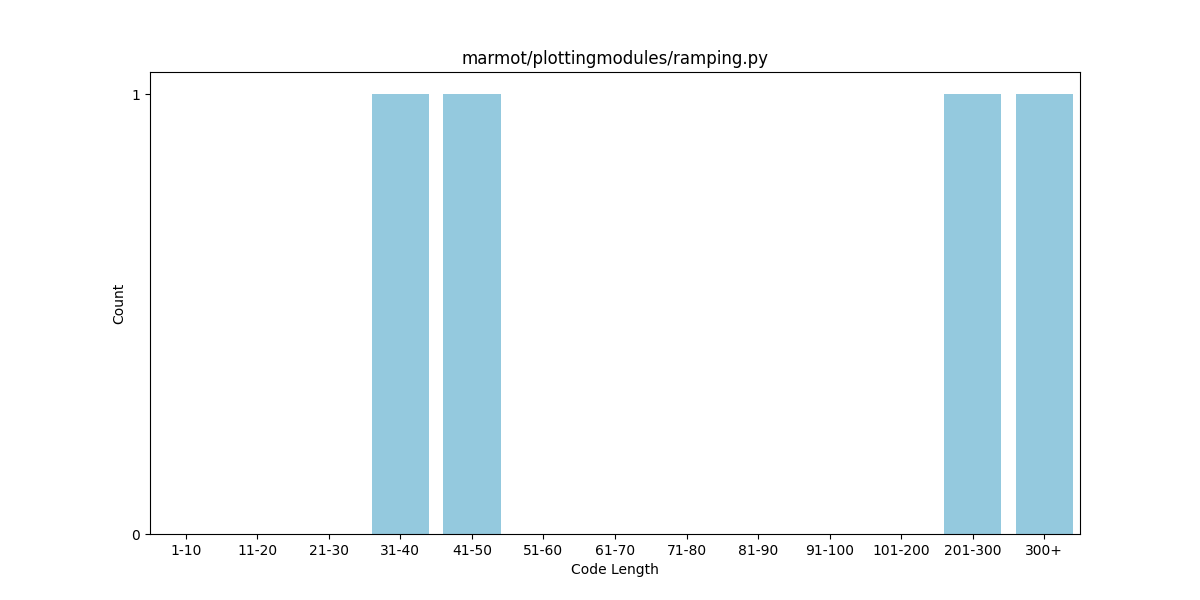 marmot/plottingmodules/ramping.py
1
Count
0
1-10 11-20 21-30 31-40 41-50 51-60 61-70 71-80 81-90 91-100 101-200 201-300 300+
Code Length